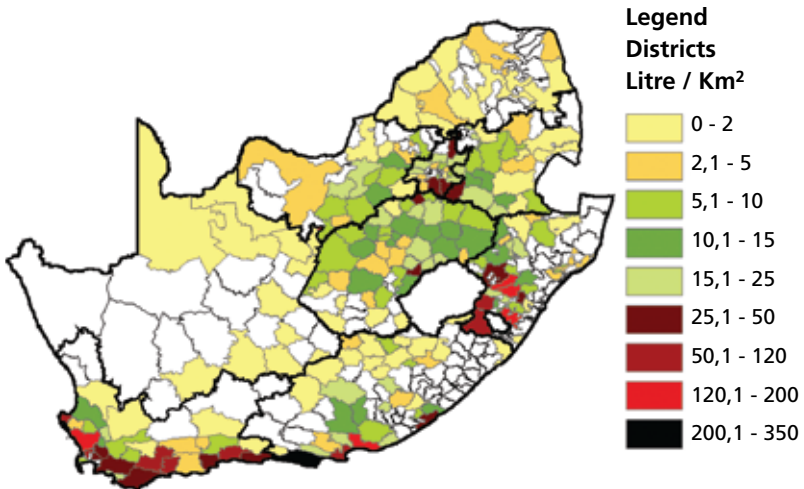 Legend
Districts
Litre / Km²
0 - 2
2,1 - 5
5,1 - 10
10,1 - 15
15,1 - 25
25,1 - 50
50,1 - 120
120,1 - 200
200,1 - 350